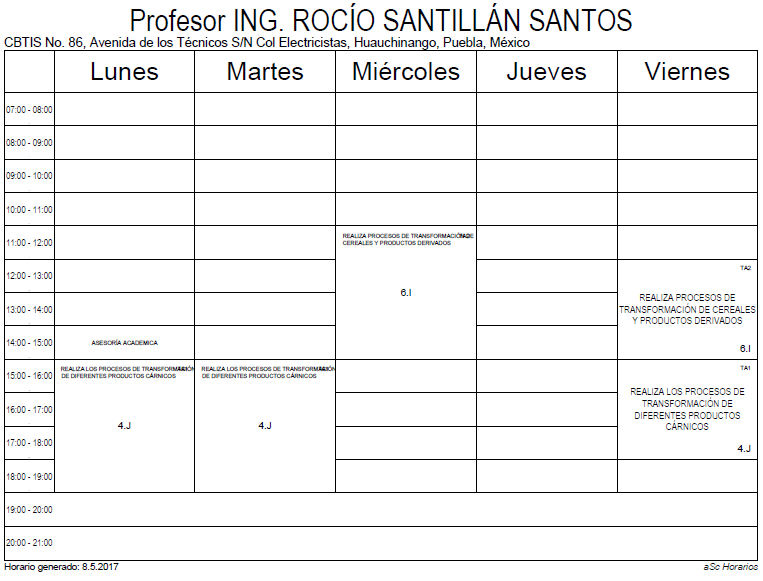 Profesor ING. ROCÍO SANTILLÁN SANTOS
CBTIS No. 86, Avenida de los Técnicos S/N Col Electricistas, Huauchinango, Puebla, México
Lunes Martes Miércoles Jueves Viernes
07:00 - 08:00
08:00 - 09:00
09:00 - 10:00
10:00 - 11:00
11:00 - 12:00
REALIZA PROCESOS DE TRANSFORMACIÓN DE
CEREALES Y PRODUCTOS DERIVADOS
6.I
12:00 - 13:00
TA2
13:00 - 14:00
REALIZA PROCESOS DE
TRANSFORMACIÓN DE CEREALES
Y PRODUCTOS DERIVADOS
6.I
14:00 - 15:00
ASESORÍA ACADEMICA
15:00 - 16:00
REALIZA LOS PROCESOS DE TRANSFORMACIÓN
DE DIFERENTES PRODUCTOS CÁRNICOS
4.J
REALIZA LOS PROCESOS DE TRANSFORMACIÓN
DE DIFERENTES PRODUCTOS CÁRNICOS
4.J
TA1
REALIZA LOS PROCESOS DE
TRANSFORMACIÓN DE
DIFERENTES PRODUCTOS
CÁRNICOS
4.J
16:00 - 17:00
17:00 - 18:00
18:00 - 19:00
19:00 - 20:00
20:00 - 21:00
Horario generado: 8.5.2017
aSc Horarios